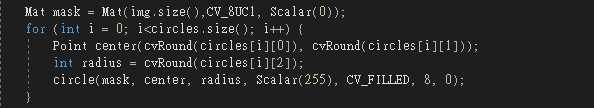 Mat mask = Mat(img.size(),CV_8UC1, Scalar(0));
for (int i = 0; i<circles.size(); i++) {
Point center(cvRound(circles[i][0]), cvRound(circles[i][1]));
int radius = cvRound(circles[i][2]);
circle(mask, center, radius, Scalar(255), CV_FILLED, 8, 0);
}